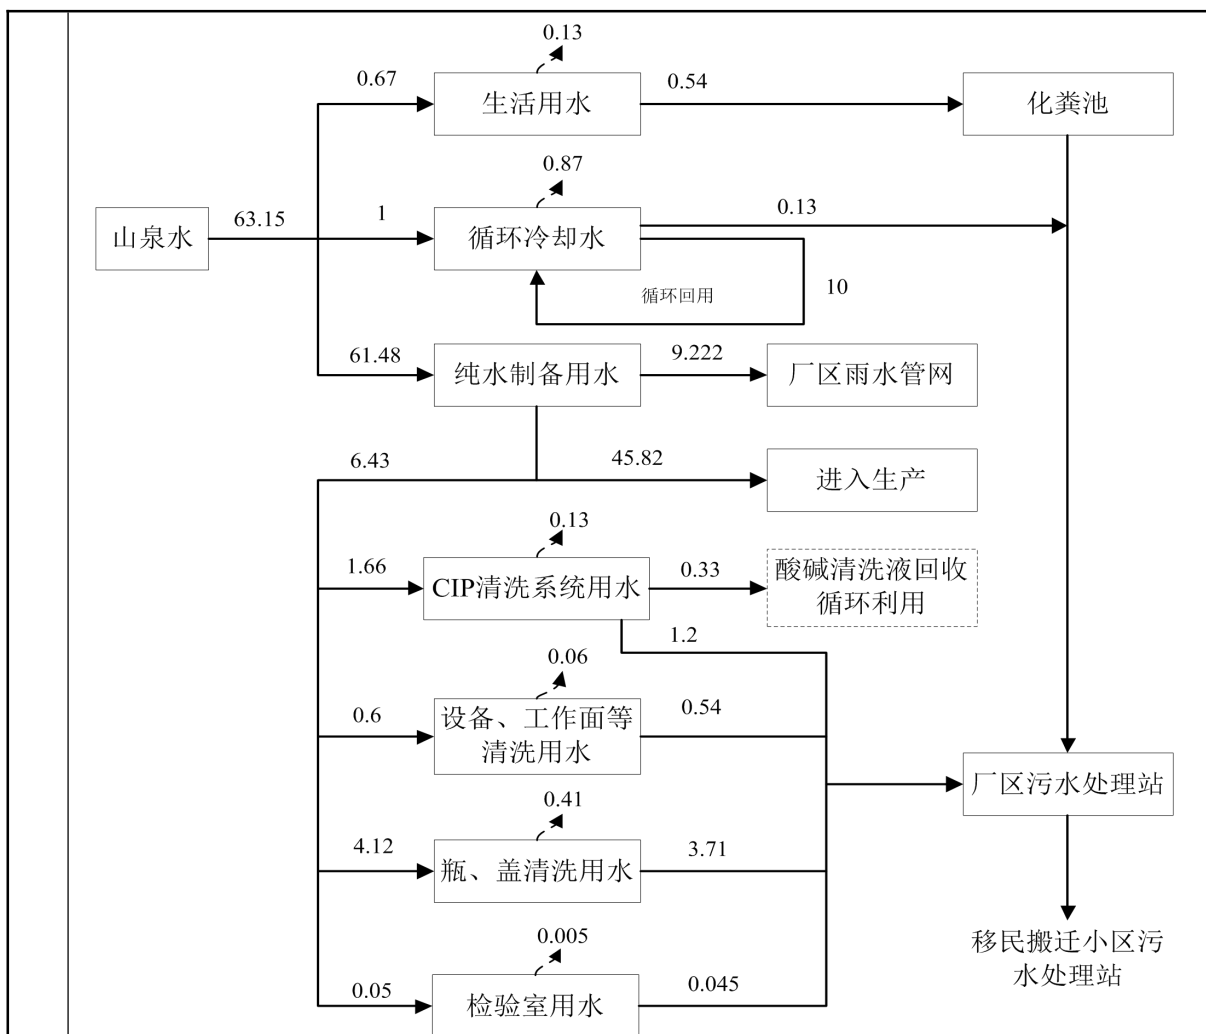 0.13
0.67
生活用水
0.54
化粪池
0.87
山泉水
63.15
1
循环冷却水
0.13
循环回用
10
61.48
纯水制备用水
9.222
厂区雨水管网
6.43
45.82
进入生产
0.13
1.66
CIP清洗系统用水
0.33
酸碱清洗液回收
循环利用
1.2
0.06
0.6
设备、工作面等
清洗用水
0.54
厂区污水处理站
0.41
4.12
瓶、盖清洗用水
3.71
0.005
移民搬迁小区污
水处理站
0.05
检验室用水
0.045